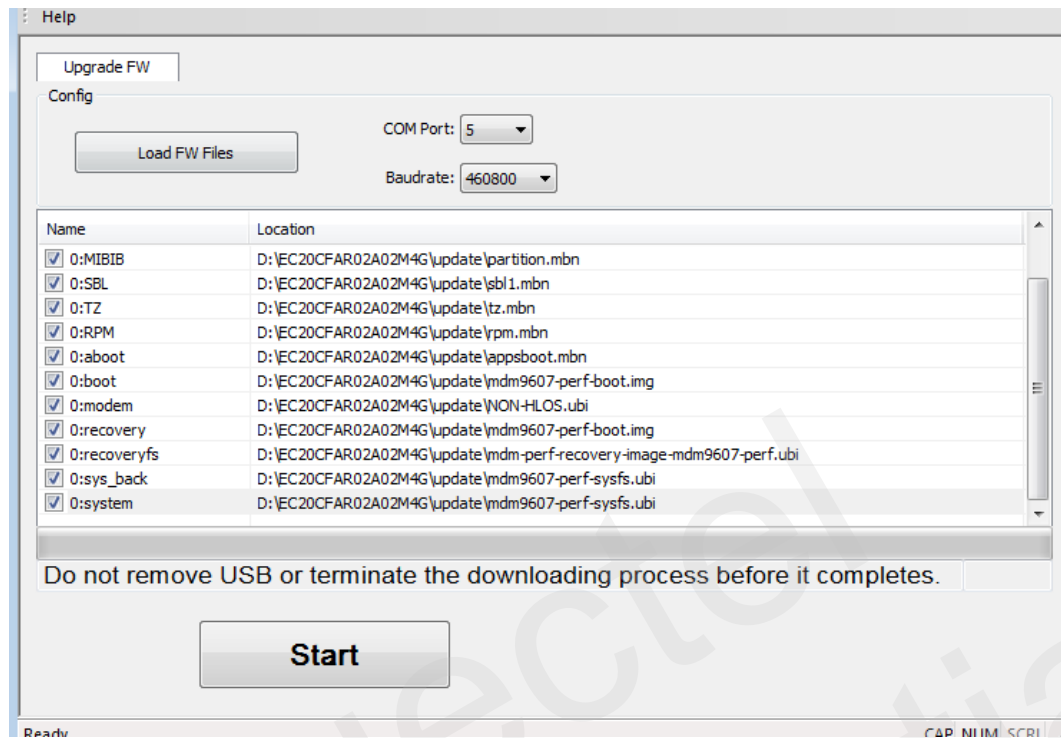 Help
Upgrade FW
Config
Load FW Files
COM Port: 5
Baudrate: 460800
Name Location
0:MIBIB D:\EC20CFAR02A02M4G\update\partition.mbn
0:SBL D:\EC20CFAR02A02M4G\update\sbl1.mbn
0:TZ D:\EC20CFAR02A02M4G\update\tz.mbn
0:RPM D:\EC20CFAR02A02M4G\update\rpm.mbn
0:aboot D:\EC20CFAR02A02M4G\update\appsboot.mbn
0:boot D:\EC20CFAR02A02M4G\update\mdm9607-perf-boot.img
0:modem D:\EC20CFAR02A02M4G\update\NON-HLOS.ubi
0:recovery D:\EC20CFAR02A02M4G\update\mdm9607-perf-boot.img
0:recoveryfs D:\EC20CFAR02A02M4G\update\mdm-perf-recovery-image-mdm9607-perf.ubi
0:sys_back D:\EC20CFAR02A02M4G\update\mdm9607-perf-sysfs.ubi
0:system D:\EC20CFAR02A02M4G\update\mdm9607-perf-sysfs.ubi
Do not remove USB or terminate the downloading process before it completes.
Start
Ready CAP NUM SCRL